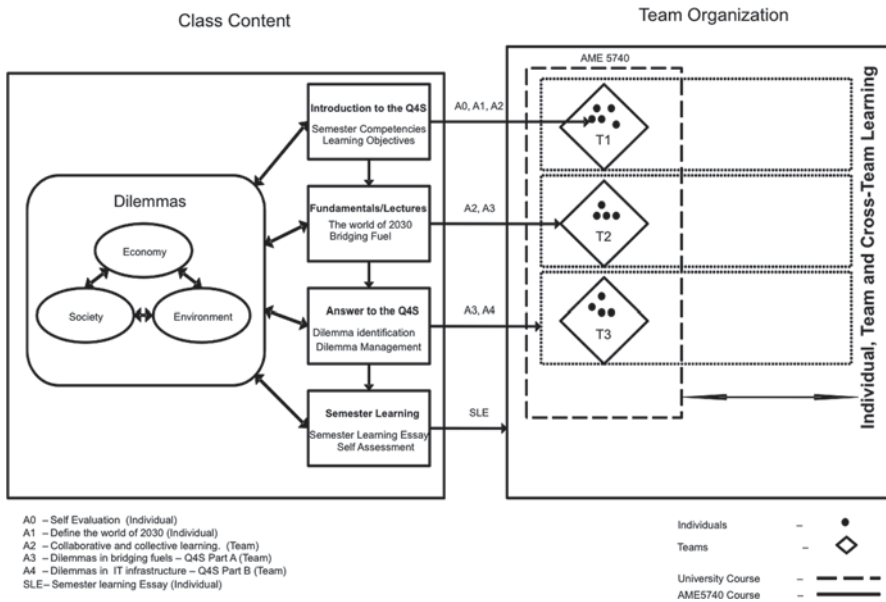 Class Content
Team Organization
AME 5740
Introduction to the Q4S
Semester Competencies
Learning Objectives
A0, A1, A2
T1
Dilemmas
Economy
Society
Environment
Fundamentals/Lectures
The world of 2030
Bridging Fuel
A2, A3
T2
Answer to the Q4S
Dilemma identification
Dilemma Management
A3, A4
T3
Semester Learning
Semester Learning Essay
Self Assessment
SLE
Individual, Team and Cross-Team Learning
A0 – Self Evaluation (Individual)
A1 – Define the world of 2030 (Individual)
A2 – Collaborative and collective learning. (Team)
A3 – Dilemmas in bridging fuels – Q4S Part A (Team)
A4 – Dilemmas in IT infrastructure – Q4S Part B (Team)
SLE– Semester learning Essay (Individual)
Individuals –
Teams –
University Course –
AME5740 Course –